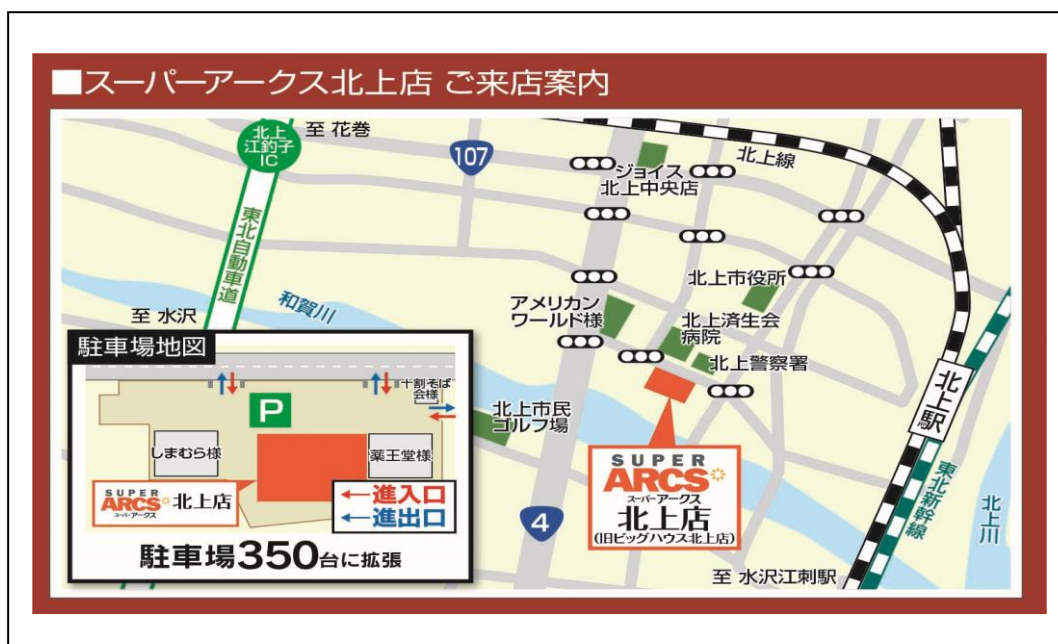 ■スーパーアークス北上店 ご来店案内
北上
江釣子
IC
至 花巻
107
ジョイス
北上中央店
北上線
東北自動車道
和賀川
至 水沢
アメリカン
ワールド様
北上市役所
北上済生会
病院
北上警察署
北上市民
ゴルフ場
北上駅
東北新幹線
北上川
4
SUPER
ARCS
スーパーアークス
北上店
(旧ビッグハウス北上店)
至 水沢江刺駅
駐車場地図
十割そば
会様
P
しまむら様
薬王堂様
SUPER
ARCS
スーパーアークス
北上店
←進入口
←進出口
駐車場350台に拡張